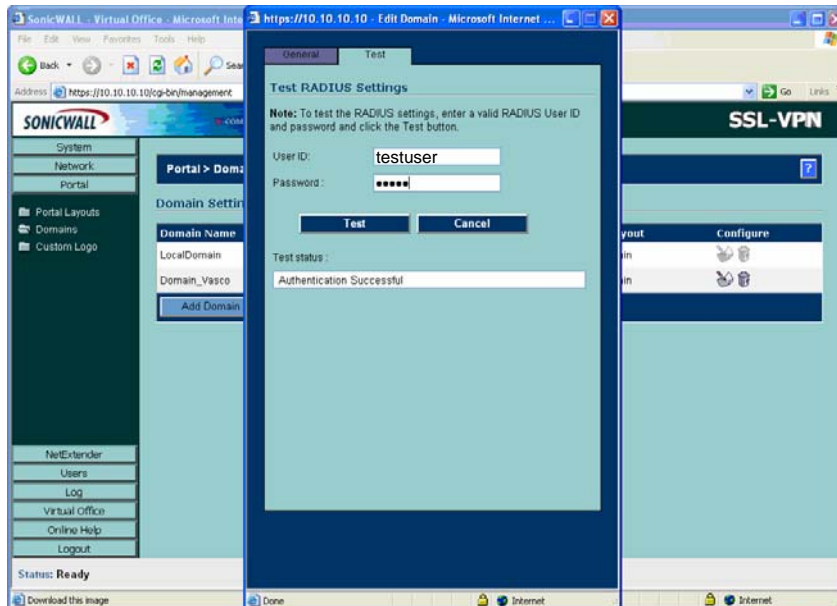 SonicWALL - Virtual Office - Microsoft Inte
File Edit View Favorites Tools Help
Back
Sear
Address https://10.10.10.10/cgi-bin/management
Go Links
SONICWALL
SSL-VPN
System
Network
Portal
Portal Layouts
Domains
Custom Logo
NetExtender
Users
Log
Virtual Office
Online Help
Logout
Status: Ready
Download this image
Portal > Doma
?
Domain Settin
Domain Name
yout
Configure
LocalDomain
in
Domain_Vasco
in
Add Domain
Internet
https://10.10.10.10 - Edit Domain - Microsoft Internet ...
General
Test
Test RADIUS Settings
Note: To test the RADIUS settings, enter a valid RADIUS User ID
and password and click the Test button.
User ID:
testuser
Password:
•••••
Test
Cancel
Test status :
Authentication Successful
Done
Internet